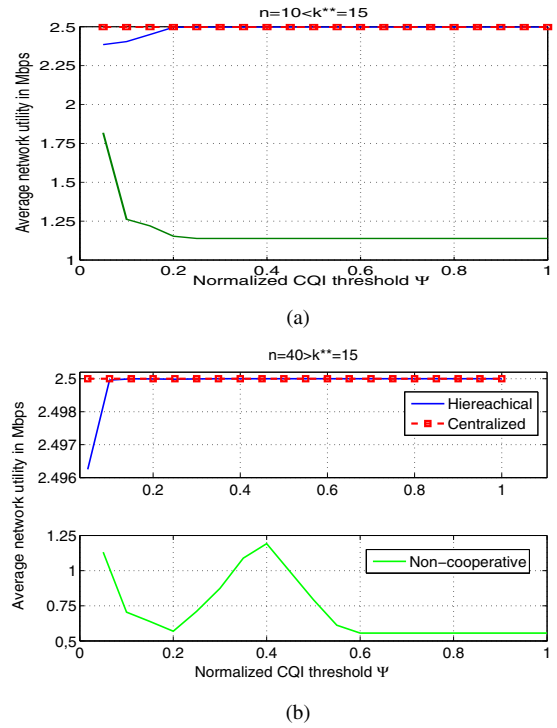 n=10<k**=15
Average network utility in Mbps
2.5
2.25
2
1.75
1.5
1.25
1
0 0.2 0.4 0.6 0.8 1
Normalized CQI threshold Ψ
(a)
n=40>k**=15
Average network utility in Mbps
2.5
2.498
2.497
2.496
Hiereachical
Centralized
0.2 0.4 0.6 0.8 1
1.25
1
0.75
0.5
Non-cooperative
0 0.2 0.4 0.6 0.8 1
Normalized CQI threshold Ψ
(b)